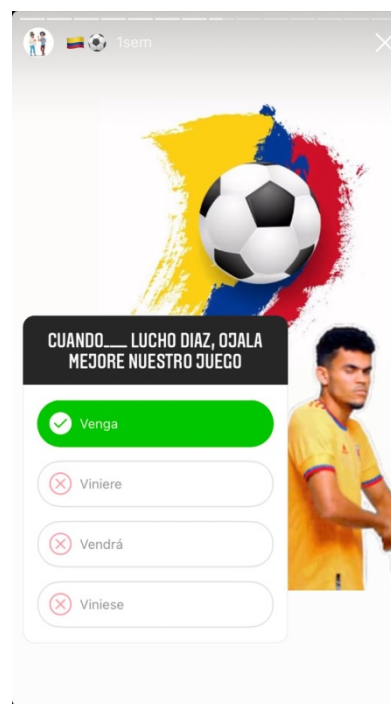 1sem
CUANDO___ LUCHO DIAZ, OJALA
MEJORE NUESTRO JUEGO
Venga
Viniere
Vendrá
Viniese